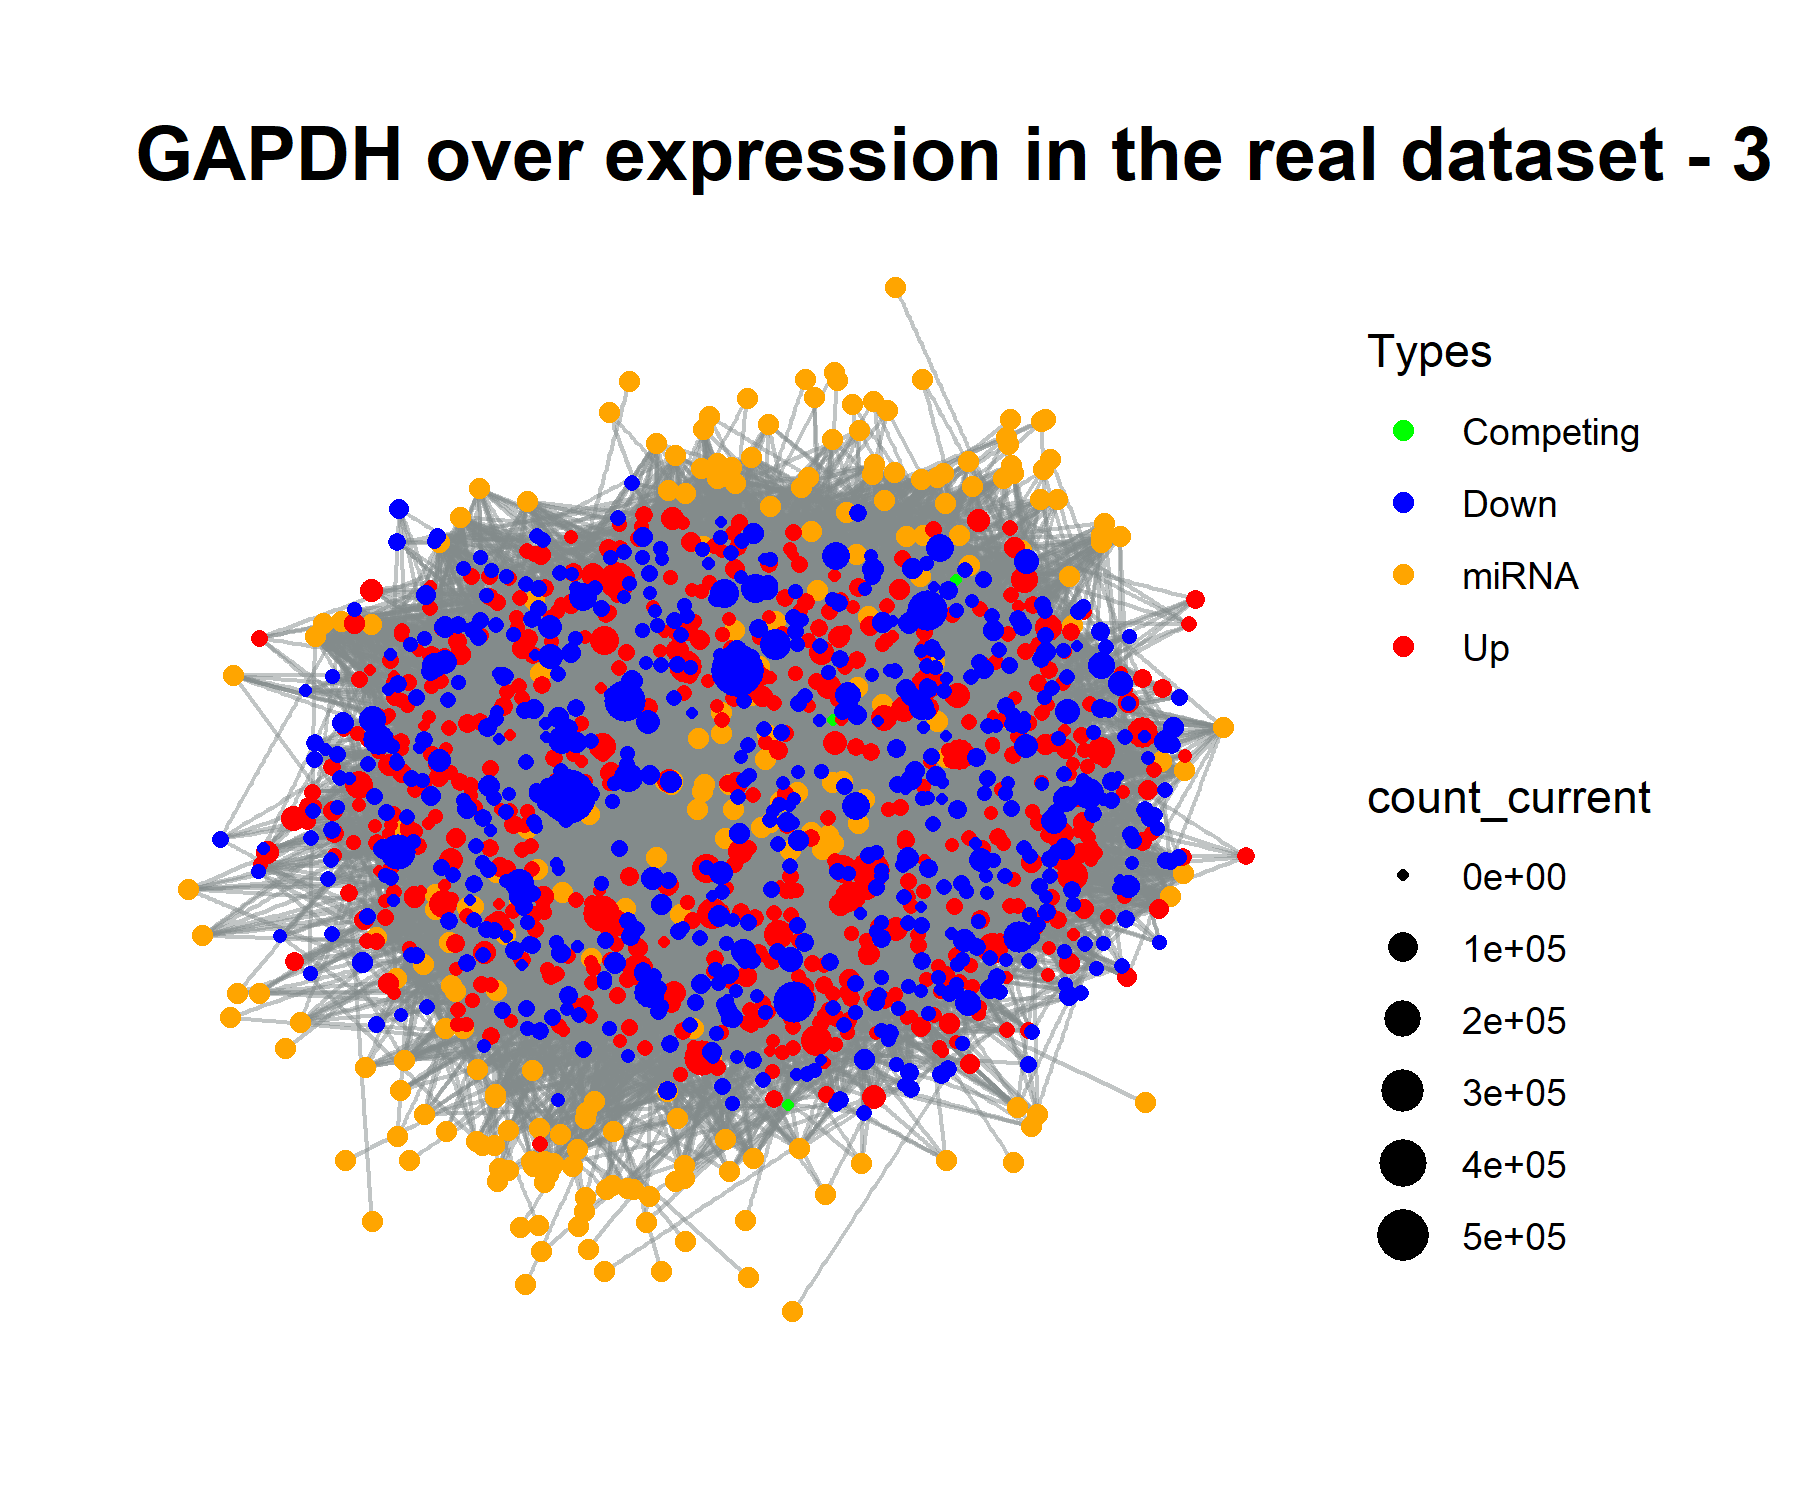 GAPDH over expression in the real dataset - 3
Types
Competing
Down
miRNA
Up
count_current
0e+00
1e+05
2e+05
3e+05
4e+05
5e+05